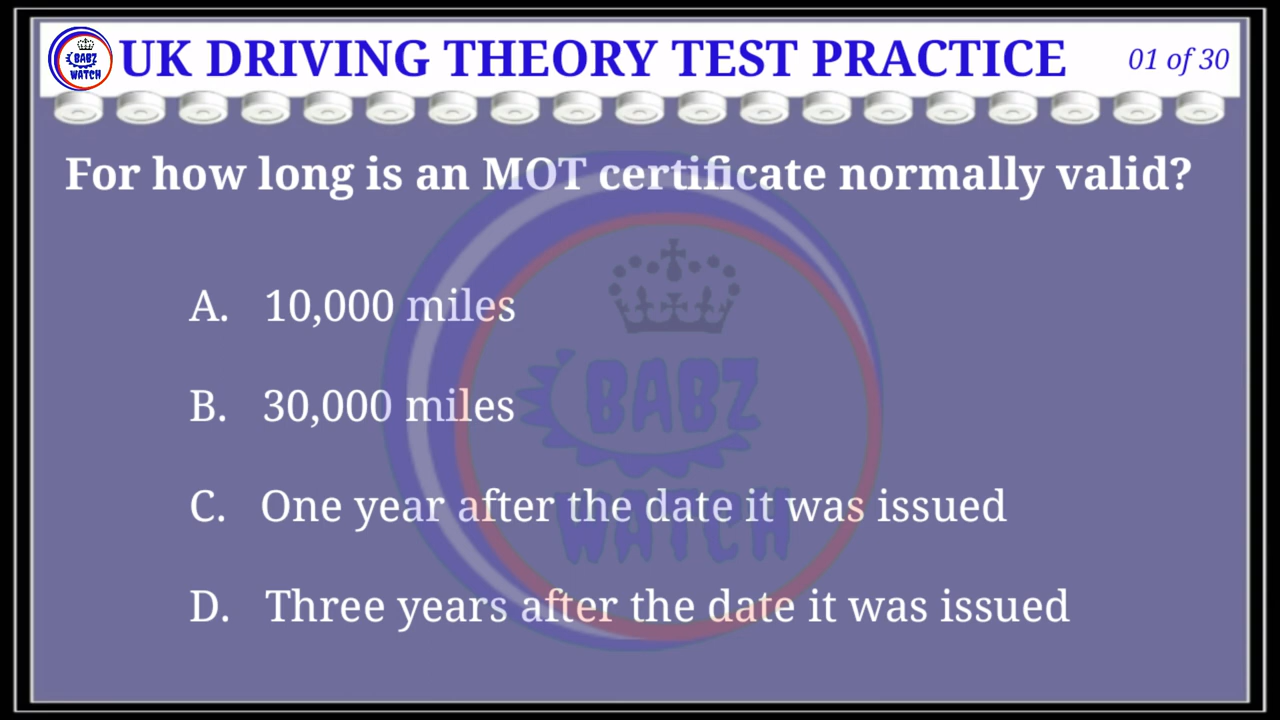 BABZ
WATCH
UK DRIVING THEORY TEST PRACTICE
01 of 30
For how long is an MOT certificate normally valid?
A. 10,000 miles
B. 30,000 miles
C. One year after the date it was issued
D. Three years after the date it was issued
BABZ
WATCH